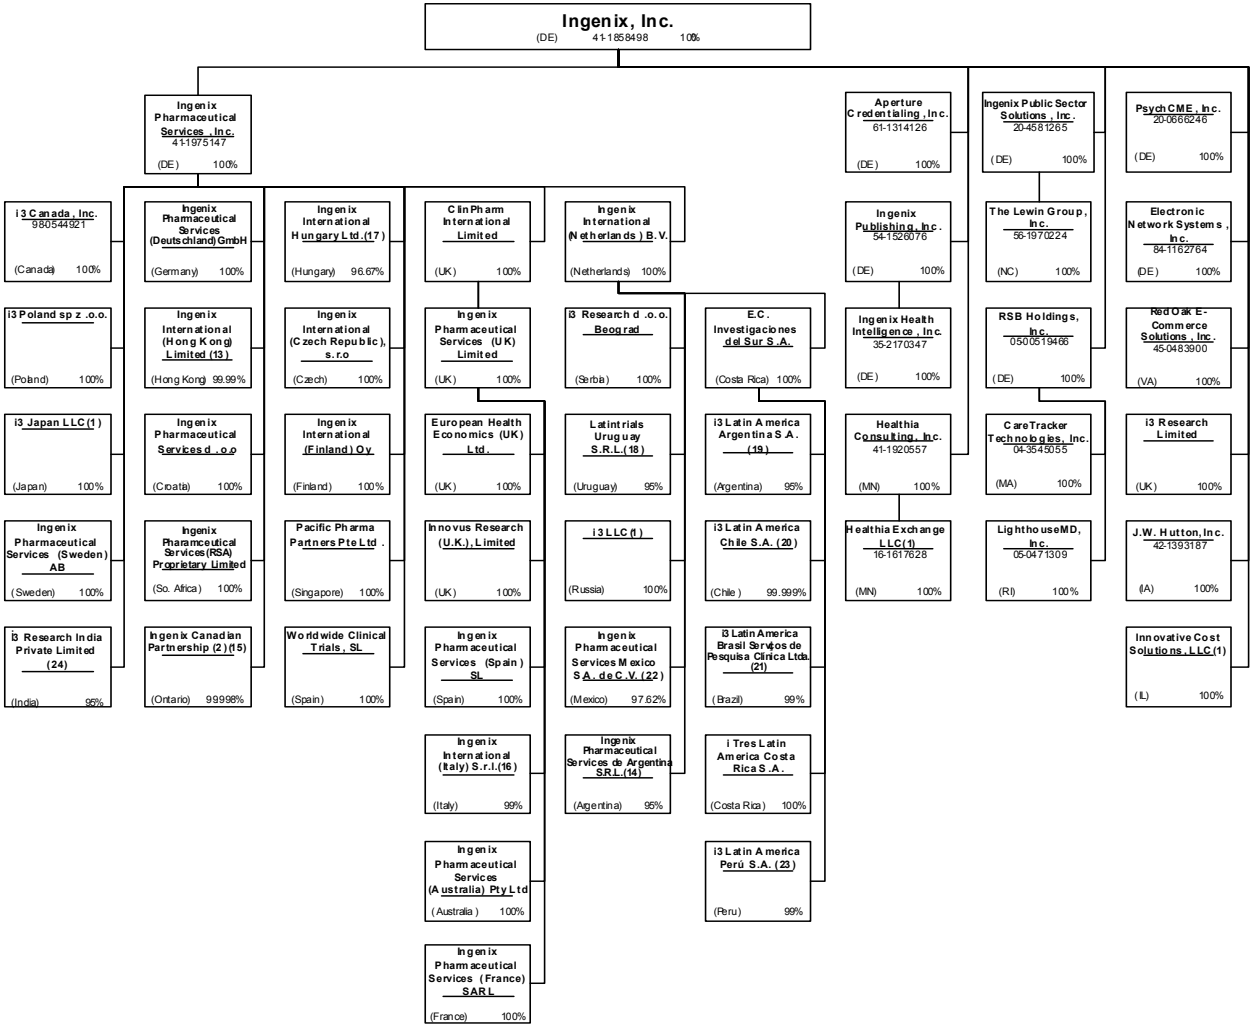 Ingenix, Inc.
(DE) 41-1858498 100%
Ingenix
Pharmaceutical
Services, Inc.
41-1975147
(DE) 100%
Aperture
Credentialing, Inc.
61-1314126
(DE) 100%
Ingenix Public Sector
Solutions, Inc.
20-4581265
(DE) 100%
PsychCME, Inc.
20-0666246
(DE) 100%
i3 Canada, Inc.
980544921
(Canada) 100%
Ingenix
Pharmaceutical
Services
(Deutschland) GmbH
(Germany) 100%
Ingenix
International
Hungary Ltd. (17)
(Hungary) 96.67%
ClinPharm
International
Limited
(UK) 100%
Ingenix
International
(Netherlands) B.V.
(Netherlands) 100%
Ingenix
Publishing, Inc.
54-1526076
(DE) 100%
The Lewin Group,
Inc.
56-1970224
(NC) 100%
Electronic
Network Systems,
Inc.
84-1162764
(DE) 100%
i3 Poland sp z .o.o.
(Poland) 100%
Ingenix
International
(Hong Kong)
Limited (13)
(Hong Kong) 99.99%
Ingenix
International
(Czech Republic),
s.r.o
(Czech) 100%
Ingenix
Pharmaceutical
Services (UK)
Limited
(UK) 100%
i3 Research d .o.o.
Beograd
(Serbia) 100%
E.C.
Investigaciones
del Sur S.A.
(Costa Rica) 100%
Ingenix Health
Intelligence, Inc.
35-2170347
(DE) 100%
RSB Holdings,
Inc.
05-00519466
(DE) 100%
Red Oak E-
Commerce
Solutions, Inc.
45-0483900
(VA) 100%
i3 Japan LLC (1)
(Japan) 100%
Ingenix
Pharmaceutical
Services d .o.o
(Croatia) 100%
Ingenix
International
(Finland) Oy
(Finland) 100%
European Health
Economics (UK)
Ltd.
(UK) 100%
Latintrials
Uruguay
S.R.L. (18)
(Uruguay) 95%
i3 Latin America
Argentina S.A.
(19)
(Argentina) 95%
Healthia
Consulting, Inc.
41-1920557
(MN) 100%
CareTracker
Technologies, Inc.
04-3545055
(MA) 100%
i3 Research
Limited
(UK) 100%
Ingenix
Pharmaceutical
Services (Sweden)
AB
(Sweden) 100%
Ingenix
Pharamceutical
Services (RSA)
Proprietary Limited
(So. Africa) 100%
Pacific Pharma
Partners Pte Ltd .
(Singapore) 100%
Innovus Research
(U.K.), Limited
(UK) 100%
i3 LLC (1)
(Russia) 100%
i3 Latin America
Chile S.A. (20)
(Chile) 99.999%
Healthia Exchange
LLC (1)
16-1617628
(MN) 100%
LighthouseMD,
Inc.
05-0471309
(RI) 100%
J.W. Hutton, Inc.
42-1393187
(IA) 100%
i3 Research India
Private Limited
(24)
(India) 95%
Ingenix Canadian
Partnership (2) (15)
(Ontario) 99.998%
Worldwide Clinical
Trials, SL
(Spain) 100%
Ingenix
Pharmaceutical
Services (Spain)
SL
(Spain) 100%
Ingenix
Pharmaceutical
Services Mexico
S.A. de C.V. (22)
(Mexico) 97.62%
i3 Latin America
Brasil Serviços de
Pesquisa Clinica Ltda.
(21)
(Brazil) 99%
Innovative Cost
Solutions, LLC (1)
(IL) 100%
Ingenix
International
(Italy) S.r.l. (16)
(Italy) 99%
Ingenix
Pharmaceutical
Services de Argentina
S.R.L. (14)
(Argentina) 95%
i Tres Latin
America Costa
Rica S.A.
(Costa Rica) 100%
Ingenix
Pharmaceutical
Services
(Australia) Pty Ltd
(Australia) 100%
i3 Latin America
Perú S.A. (23)
(Peru) 99%
Ingenix
Pharmaceutical
Services (France)
SARL
(France) 100%